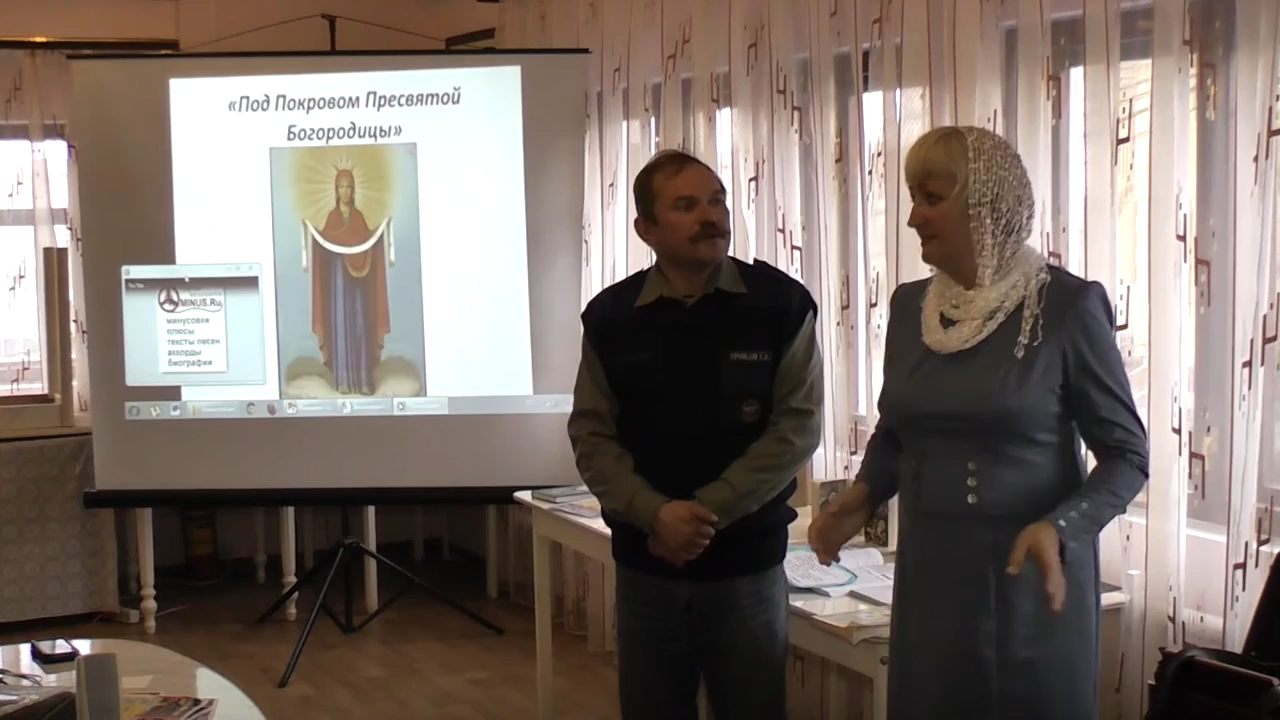 «Под Покровом Пресвятой
Богородицы»
MINUS.Ru
минусовки
плюсы
тексты песен
аккорды
биографии